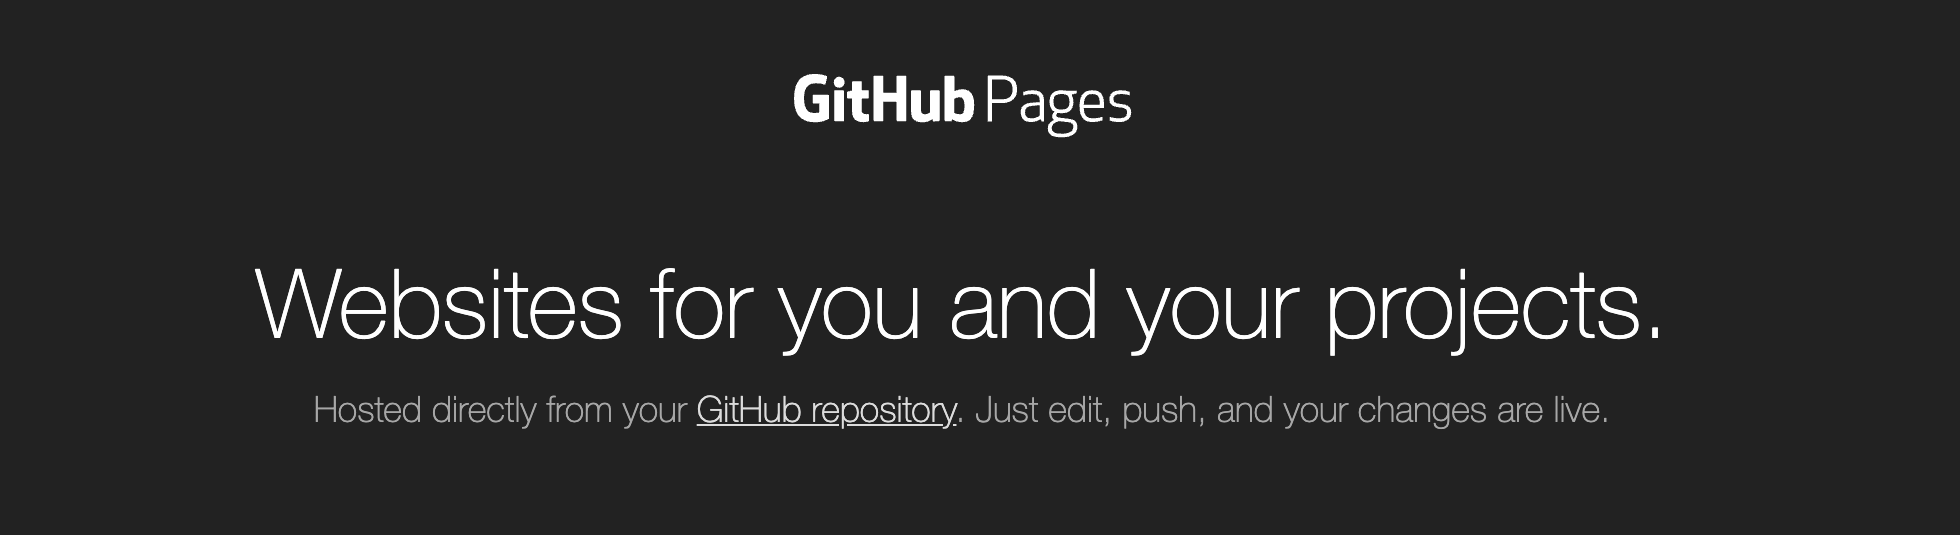 GitHub Pages
Websites for you and your projects.
Hosted directly from your GitHub repository. Just edit, push, and your changes are live.